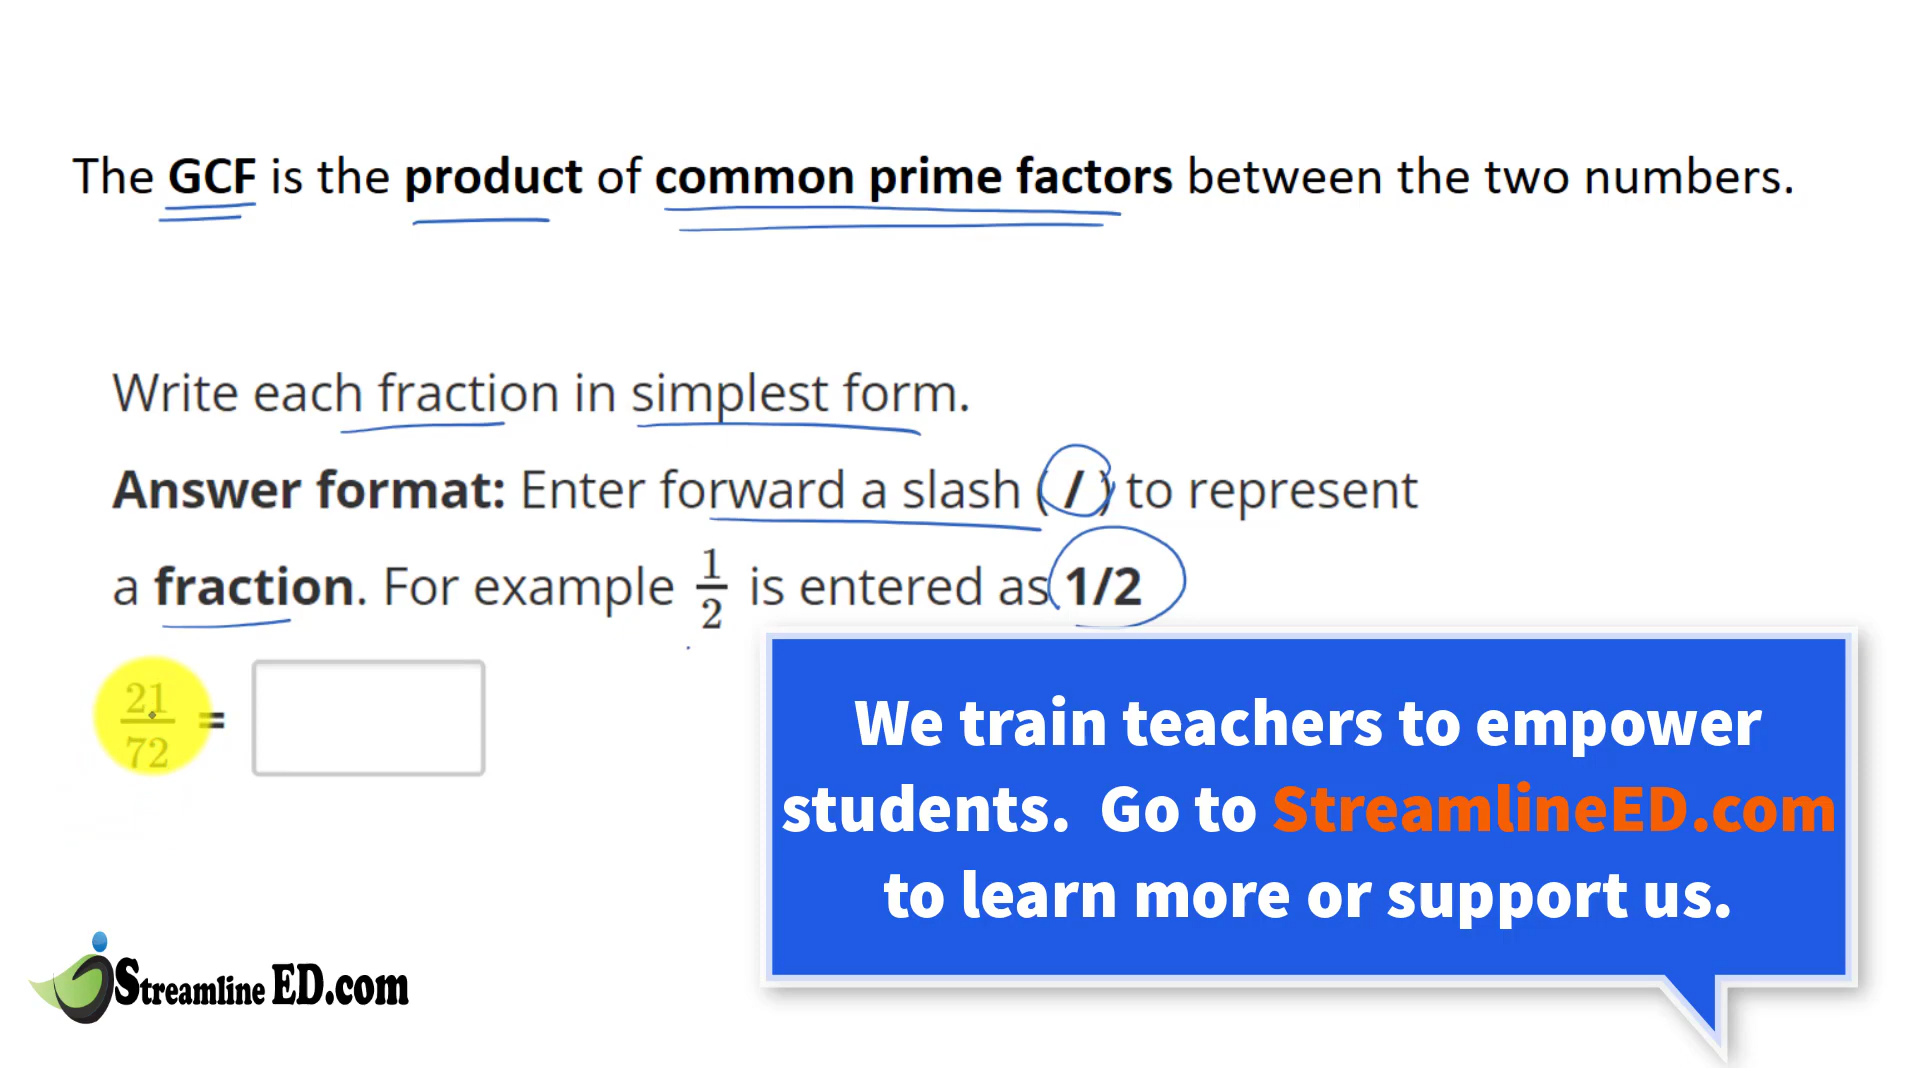 The GCF is the product of common prime factors between the two numbers.
Write each fraction in simplest form.
Answer format: Enter forward a slash ( / ) to represent
a fraction. For example 1/2 is entered as 1/2
21/72 =
We train teachers to empower
students. Go to StreamlineED.com
to learn more or support us.
StreamlineED.com